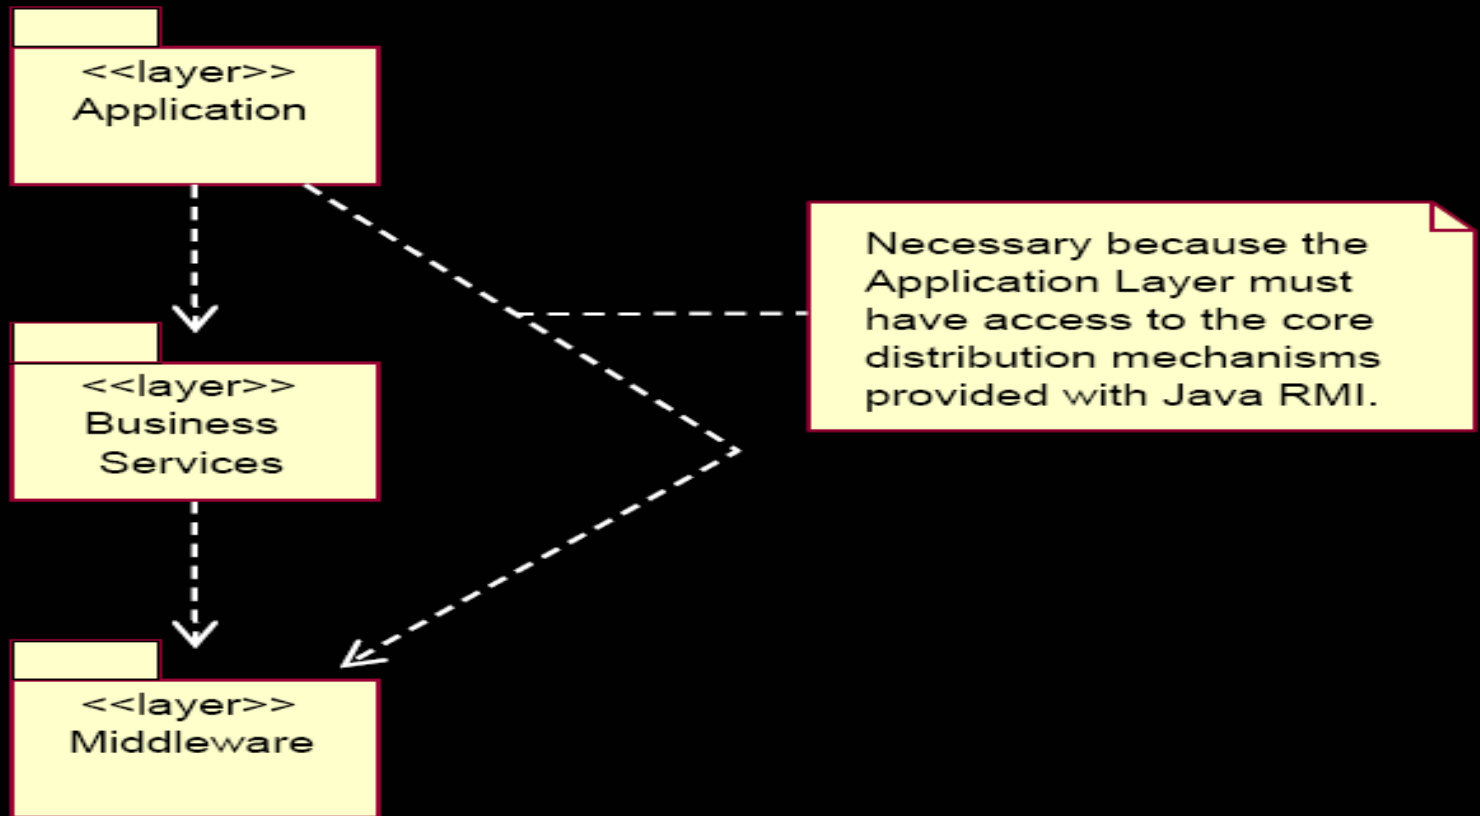 <<layer>>
Application
<<layer>>
Business
Services
<<layer>>
Middleware
Necessary because the
Application Layer must
have access to the core
distribution mechanisms
provided with Java RMI.